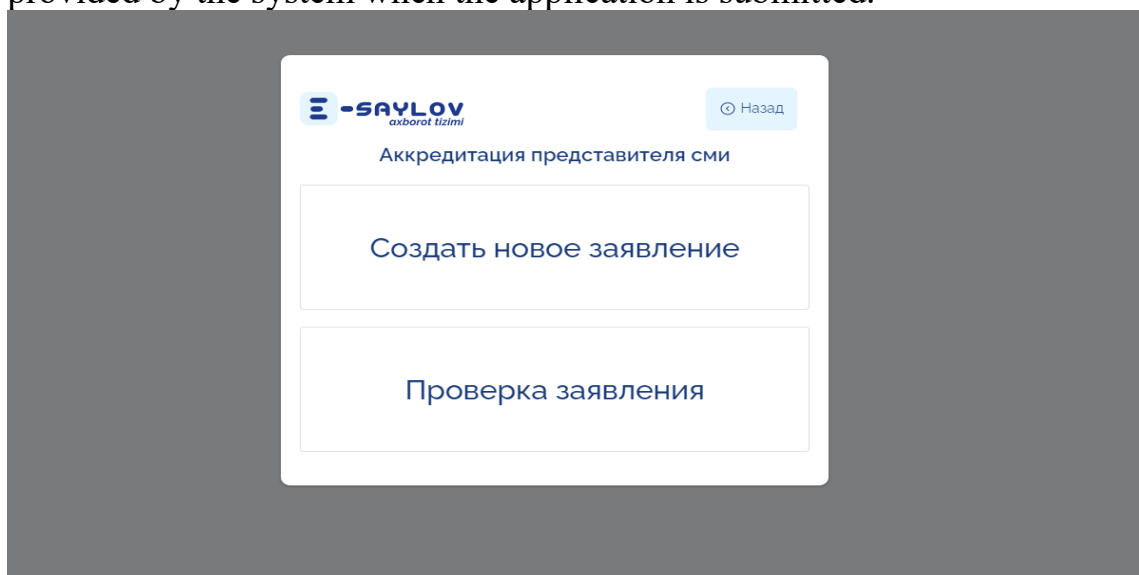 provided by the system when the application is submitted.
E-SAYLOV
axborot tizimi
Назад
Аккредитация представителя сми
Создать новое заявление
Проверка заявления